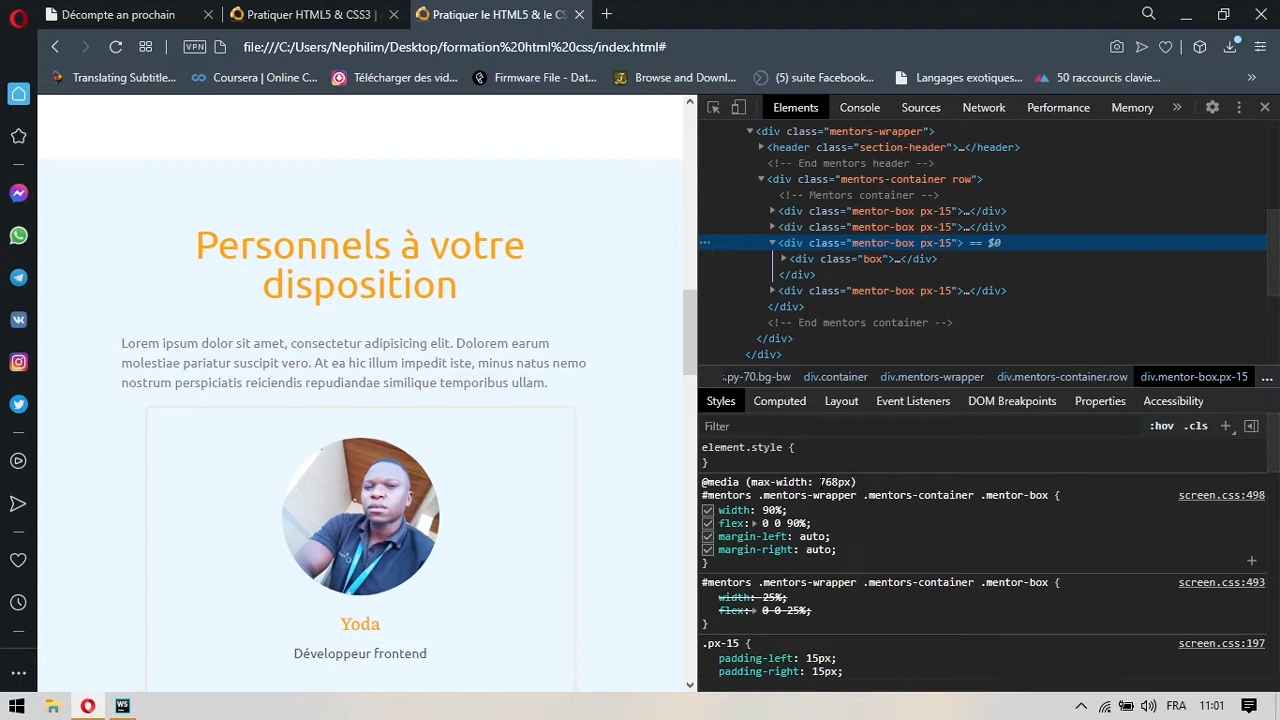 Décompte an prochain
Pratiquer HTML5 & CSS3 |
Pratiquer le HTML5 & le CS
VPN
file:///C:/Users/Nephilim/Desktop/formation%20html%20css/index.html#
Translating Subtitle...
Coursera | Online C...
Télécharger des vid...
Firmware File - Dat...
Browse and Downl...
(5) suite Facebook...
Langages exotiques...
50 raccourcis clavie...
»
Elements
Console
Sources
Network
Performance
Memory
»
<div class="mentors-wrapper">
<header class="section-header">…</header>
<!-- End mentors header -->
<div class="mentors-container row">
<!-- Mentors container -->
<div class="mentor-box px-15">…</div>
<div class="mentor-box px-15">…</div>
<div class="mentor-box px-15"> == $0
<div class="box">…</div>
</div>
<div class="mentor-box px-15">…</div>
</div>
<!-- End mentors container -->
</div>
</div>
.py-70.bg-bw
div.container
div.mentors-wrapper
div.mentors-container.row
div.mentor-box.px-15
...
Styles
Computed
Layout
Event Listeners
DOM Breakpoints
Properties
Accessibility
Filter
:hov .cls +
element.style {
}
@media (max-width: 768px)
#mentors .mentors-wrapper .mentors-container .mentor-box {
screen.css:498
width: 90%;
flex: 0 0 90%;
margin-left: auto;
margin-right: auto;
}
#mentors .mentors-wrapper .mentors-container .mentor-box {
screen.css:493
width: 25%;
flex: 0 0 25%;
}
.px-15 {
screen.css:197
padding-left: 15px;
padding-right: 15px;
Personnels à votre
disposition
Lorem ipsum dolor sit amet, consectetur adipisicing elit. Dolorem earum
molestiae pariatur suscipit vero. At ea hic illum impedit iste, minus natus nemo
nostrum perspiciatis reiciendis repudiandae similique temporibus ullam.
Yoda
Développeur frontend
WS
FRA
11:01